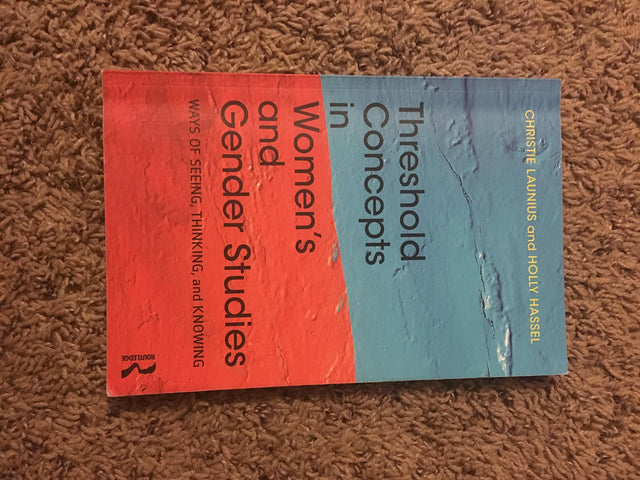 CHRISTIE LAUNIUS and HOLLY HASSEL
Threshold
Concepts
in
Women's
and
Gender Studies
WAYS OF SEEING, THINKING, and KNOWING
ROUTLEDGE